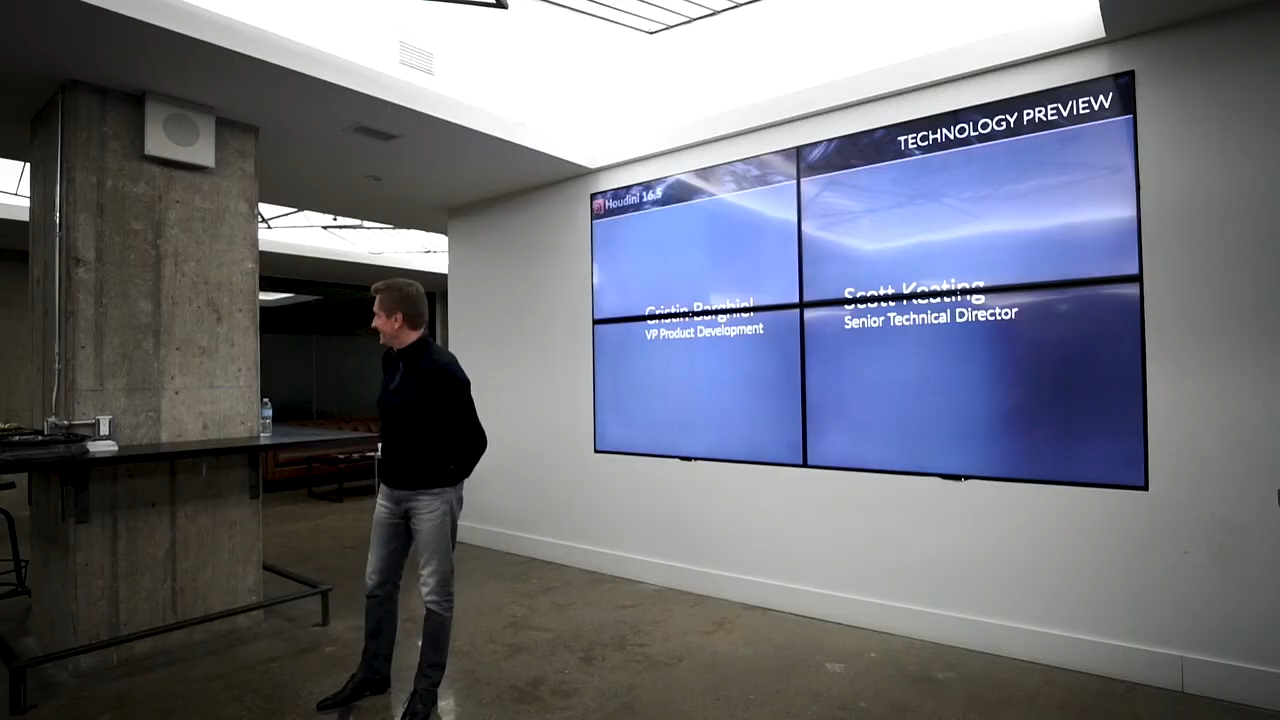 TECHNOLOGY PREVIEW
Houdini 16.5
Cristin Barghiel
VP Product Development
Scott Keating
Senior Technical Director